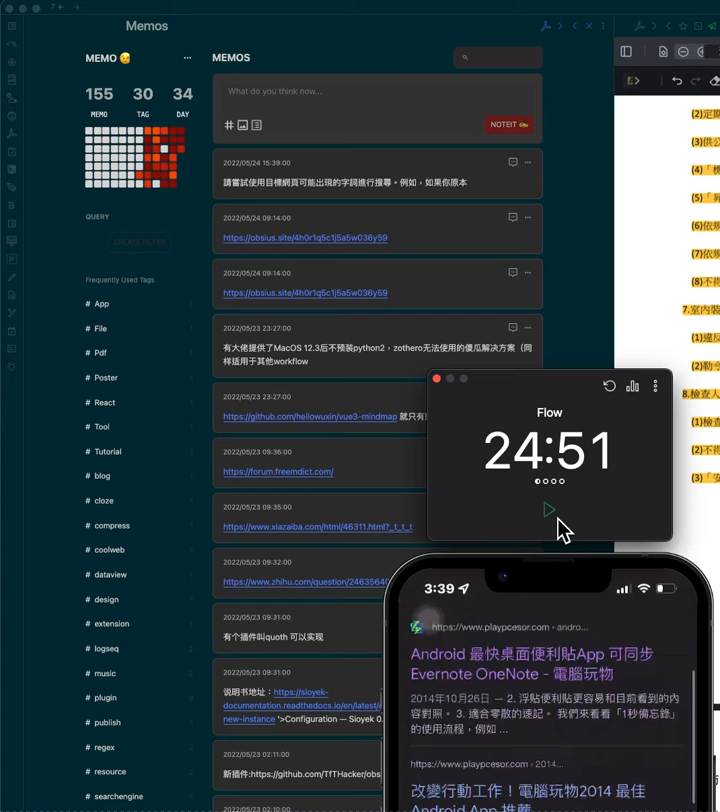 Memos
MEMO 😉
MEMOS
What do you think now...
155 30 34
MEMO TAG DAY
NOTEIT ✍️
QUERY
CREATE FILTER
Frequently Used Tags
# App
# File
# Pdf
# Poster
# React
# Tool
# Tutorial
# blog
# cloze
# compress
# coolweb
# dataview
# design
# extension
# logseq
# music
# plugin
# publish
# regex
# resource
# searchengine
2022/05/24 15:39:00
請嘗試使用目標網頁可能出現的字詞進行搜尋。例如，如果你原本
2022/05/24 09:14:00
https://obsius.site/4h0r1q5c1j5a5w036y59
2022/05/24 09:14:00
https://obsius.site/4h0r1q5c1j5a5w036y59
2022/05/23 23:27:00
有大佬提供了MacOS 12.3后不预装python2，zothero无法使用的傻瓜解决方案（同
样适用于其他workflow
2022/05/23 23:27:00
https://github.com/hellowuxin/vue3-mindmap 就只有
2022/05/23 09:36:00
https://forum.freemdict.com/
2022/05/23 09:35:00
https://www.xiazaiba.com/html/46311.html?_t_t_t
2022/05/23 09:32:00
https://www.zhihu.com/question/24635640
2022/05/23 09:31:00
有个插件叫quoth 可以实现
2022/05/23 09:31:00
说明书地址：https://sioyek-
documentation.readthedocs.io/en/latest/
new-instance '>Configuration — Sioyek 0.
2022/05/23 02:11:00
新插件:https://github.com/TfTHacker/obs
2022/05/23 02:10:00
Flow
24:51
3:39
https://www.playpcesor.com › andro...
Android 最快桌面便利貼App 可同步
Evernote OneNote - 電腦玩物
2014年10月26日 — 2. 浮貼便利貼更容易和目前看到的內
容對照。 3. 適合零散的速記。 我們來看看「1秒備忘錄」
的使用流程，例如 ...
https://www.playpcesor.com › 2014...
改變行動工作！電腦玩物2014 最佳
Android App 推薦
(2)定期
(3)供公
(4)「機
(5)「昇
(6)依規
(7)依規
(8)不得
7.室內裝
(1)違反
(2)勒令
8.檢查人
(1)檢查
(2)不得
(3)「安